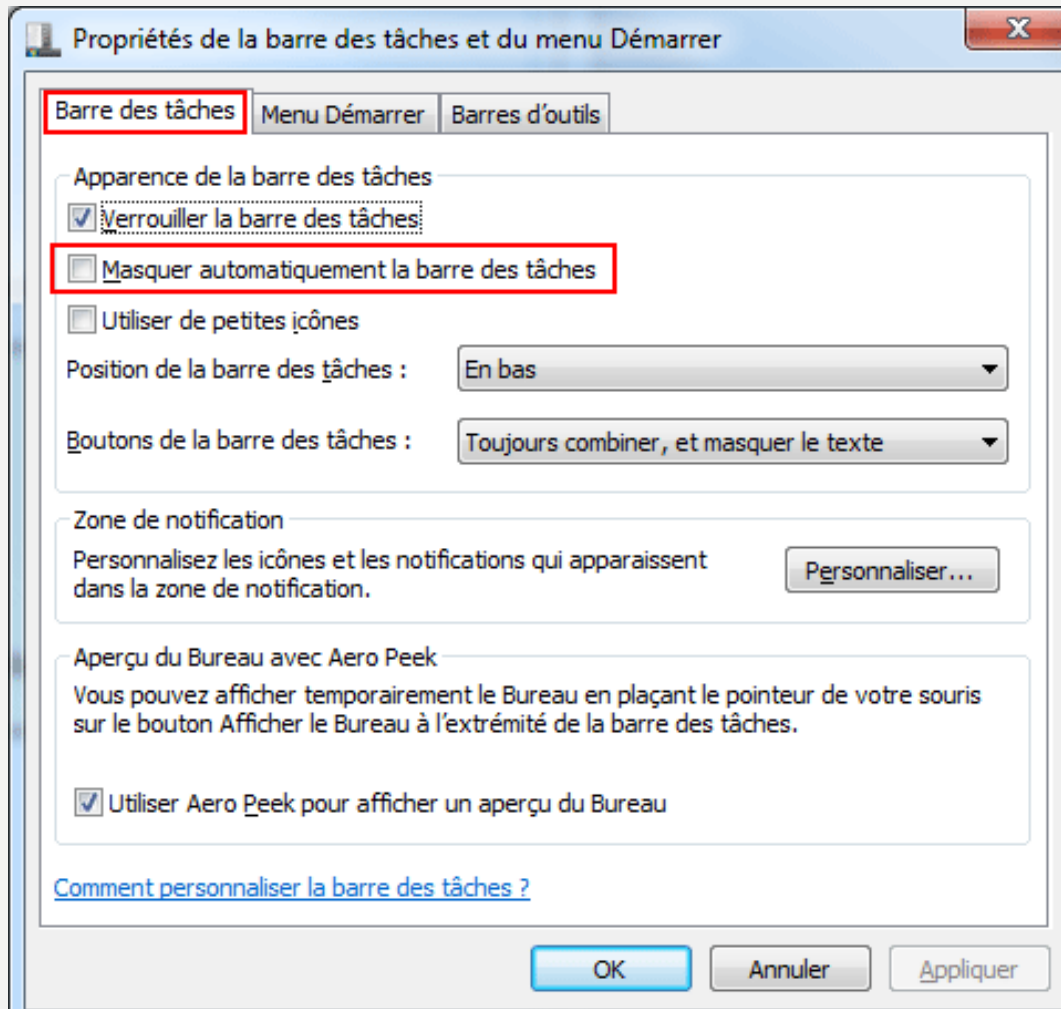 Propriétés de la barre des tâches et du menu Démarrer
Barre des tâches
Menu Démarrer
Barres d'outils
Apparence de la barre des tâches
Verrouiller la barre des tâches
Masquer automatiquement la barre des tâches
Utiliser de petites icônes
Position de la barre des tâches :
En bas
Boutons de la barre des tâches :
Toujours combiner, et masquer le texte
Zone de notification
Personnalisez les icônes et les notifications qui apparaissent
dans la zone de notification.
Personnaliser...
Aperçu du Bureau avec Aero Peek
Vous pouvez afficher temporairement le Bureau en plaçant le pointeur de votre souris
sur le bouton Afficher le Bureau à l'extrémité de la barre des tâches.
Utiliser Aero Peek pour afficher un aperçu du Bureau
Comment personnaliser la barre des tâches ?
OK
Annuler
Appliquer